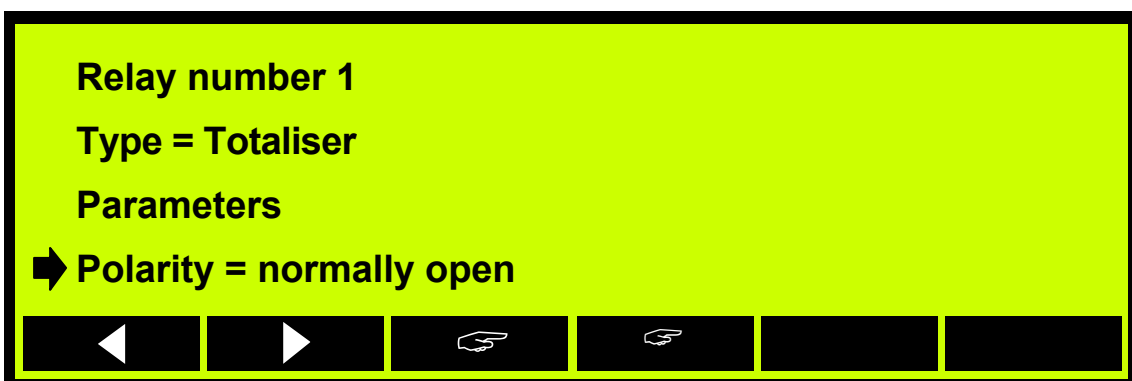 Relay number 1
Type = Totaliser
Parameters
Polarity = normally open